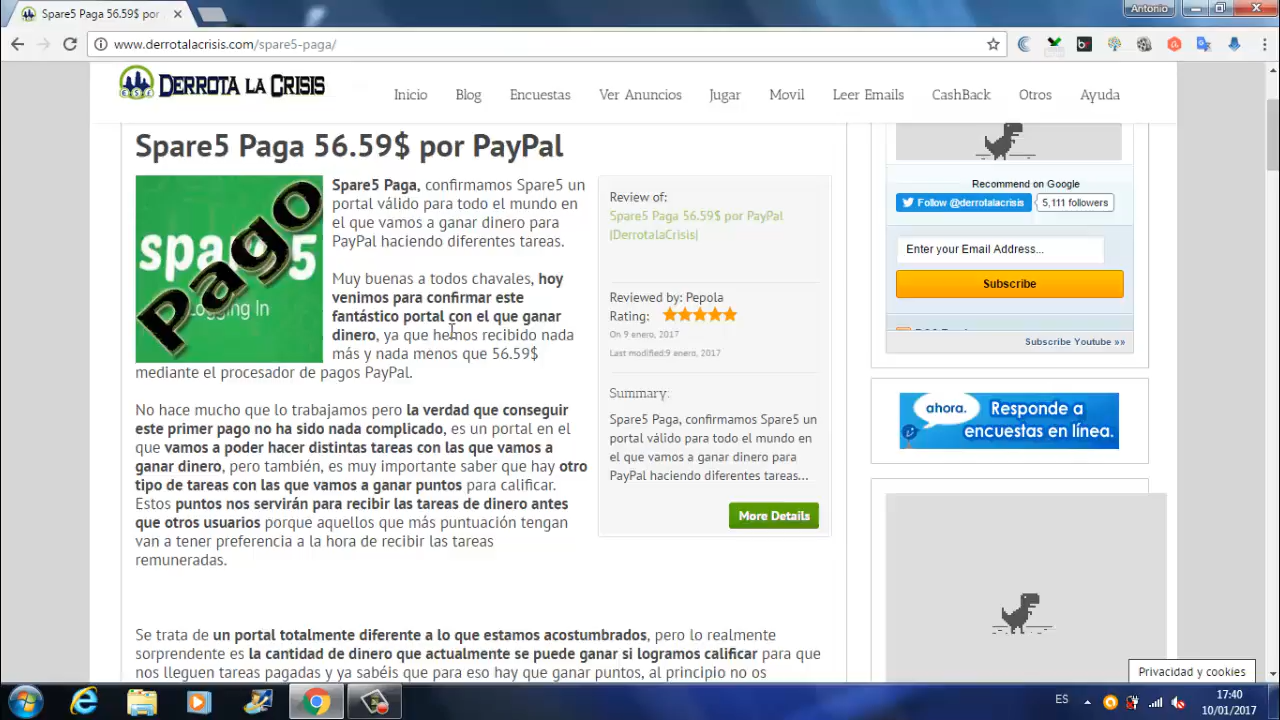 Spare5 Paga 56.59$ por
Antonio
www.derrotalacrisis.com/spare5-paga/
DERROTA LA CRISIS
Inicio Blog Encuestas Ver Anuncios Jugar Movil Leer Emails CashBack Otros Ayuda
Spare5 Paga 56.59$ por PayPal
spare5
Logging In
Pago
Spare5 Paga, confirmamos Spare5 un
portal válido para todo el mundo en
el que vamos a ganar dinero para
PayPal haciendo diferentes tareas.
Muy buenas a todos chavales, hoy
venimos para confirmar este
fantástico portal con el que ganar
dinero, ya que hemos recibido nada
más y nada menos que 56.59$
mediante el procesador de pagos PayPal.
No hace mucho que lo trabajamos pero la verdad que conseguir
este primer pago no ha sido nada complicado, es un portal en el
que vamos a poder hacer distintas tareas con las que vamos a
ganar dinero, pero también, es muy importante saber que hay otro
tipo de tareas con las que vamos a ganar puntos para calificar.
Estos puntos nos servirán para recibir las tareas de dinero antes
que otros usuarios porque aquellos que más puntuación tengan
van a tener preferencia a la hora de recibir las tareas
remuneradas.
Se trata de un portal totalmente diferente a lo que estamos acostumbrados, pero lo realmente
sorprendente es la cantidad de dinero que actualmente se puede ganar si logramos calificar para que
nos lleguen tareas pagadas y ya sabéis que para eso hay que ganar puntos, al principio no os
Review of:
Spare5 Paga 56.59$ por PayPal
|DerrotalaCrisis|
Reviewed by: Pepola
Rating:
On 9 enero, 2017
Last modified:9 enero, 2017
Summary:
Spare5 Paga, confirmamos Spare5 un
portal válido para todo el mundo en
el que vamos a ganar dinero para
PayPal haciendo diferentes tareas...
More Details
Recommend on Google
Follow @derrotalacrisis
5,111 followers
Enter your Email Address...
Subscribe
Subscribe Youtube »»
ahora.
Responde a
encuestas en línea.
Privacidad y cookies
ES
17:40
10/01/2017